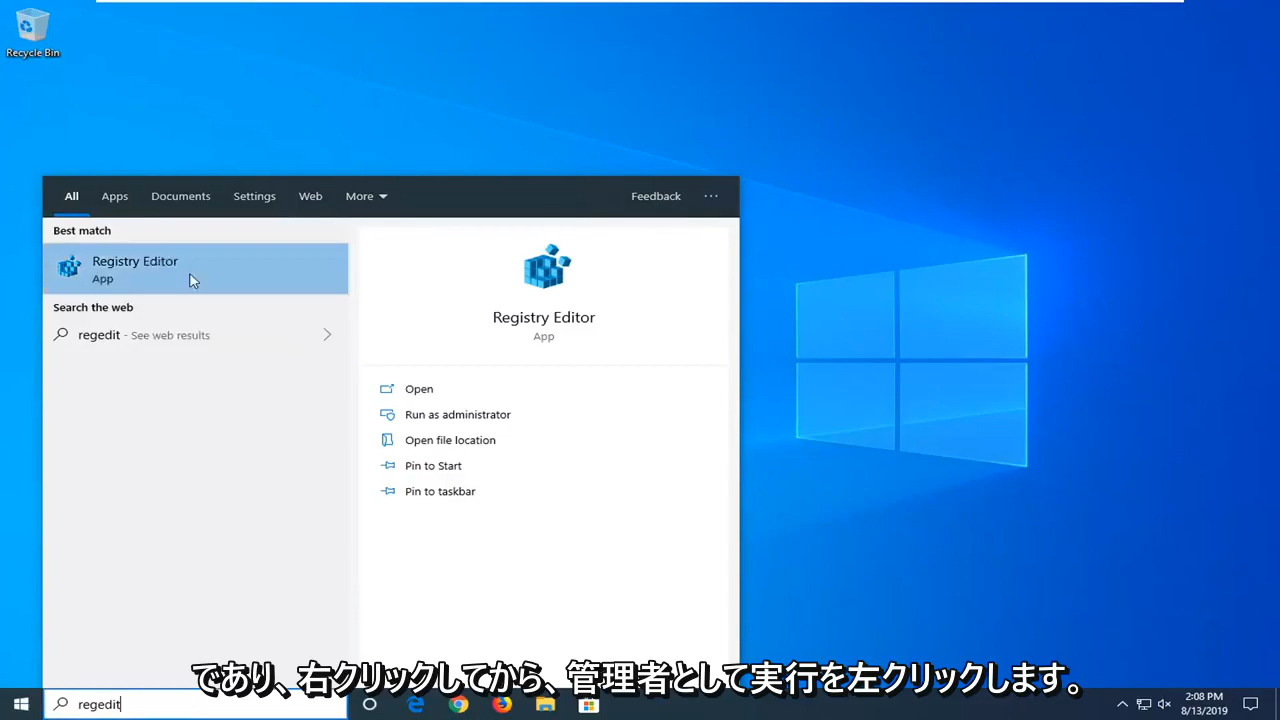 Recycle Bin
All Apps Documents Settings Web More Feedback ...
Best match
Registry Editor
App
Search the web
regedit - See web results
Registry Editor
App
Open
Run as administrator
Open file location
Pin to Start
Pin to taskbar
であり、右クリックしてから、管理者として実行を左クリックします。
regedit
2:08 PM
8/13/2019